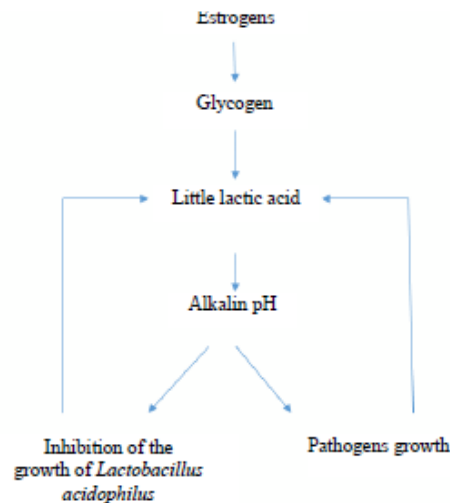 Estrogens
Glycogen
Little lactic acid
Alkalin pH
Inhibition of the
growth of Lactobacillus
acidophilus
Pathogens growth